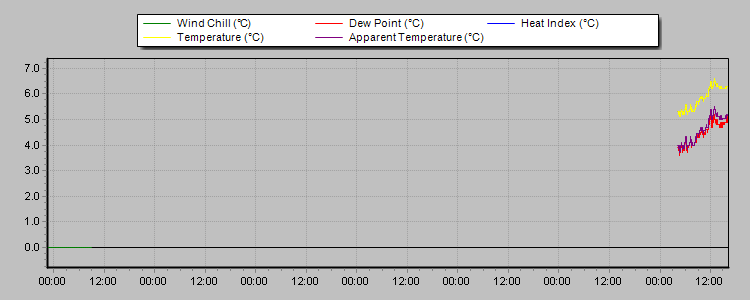 Wind Chill (°C) Dew Point (°C) Heat Index (°C)
Temperature (°C) Apparent Temperature (°C)
7.0
6.0
5.0
4.0
3.0
2.0
1.0
0.0
00:00 12:00 00:00 12:00 00:00 12:00 00:00 12:00 00:00 12:00 00:00 12:00 00:00 12:00